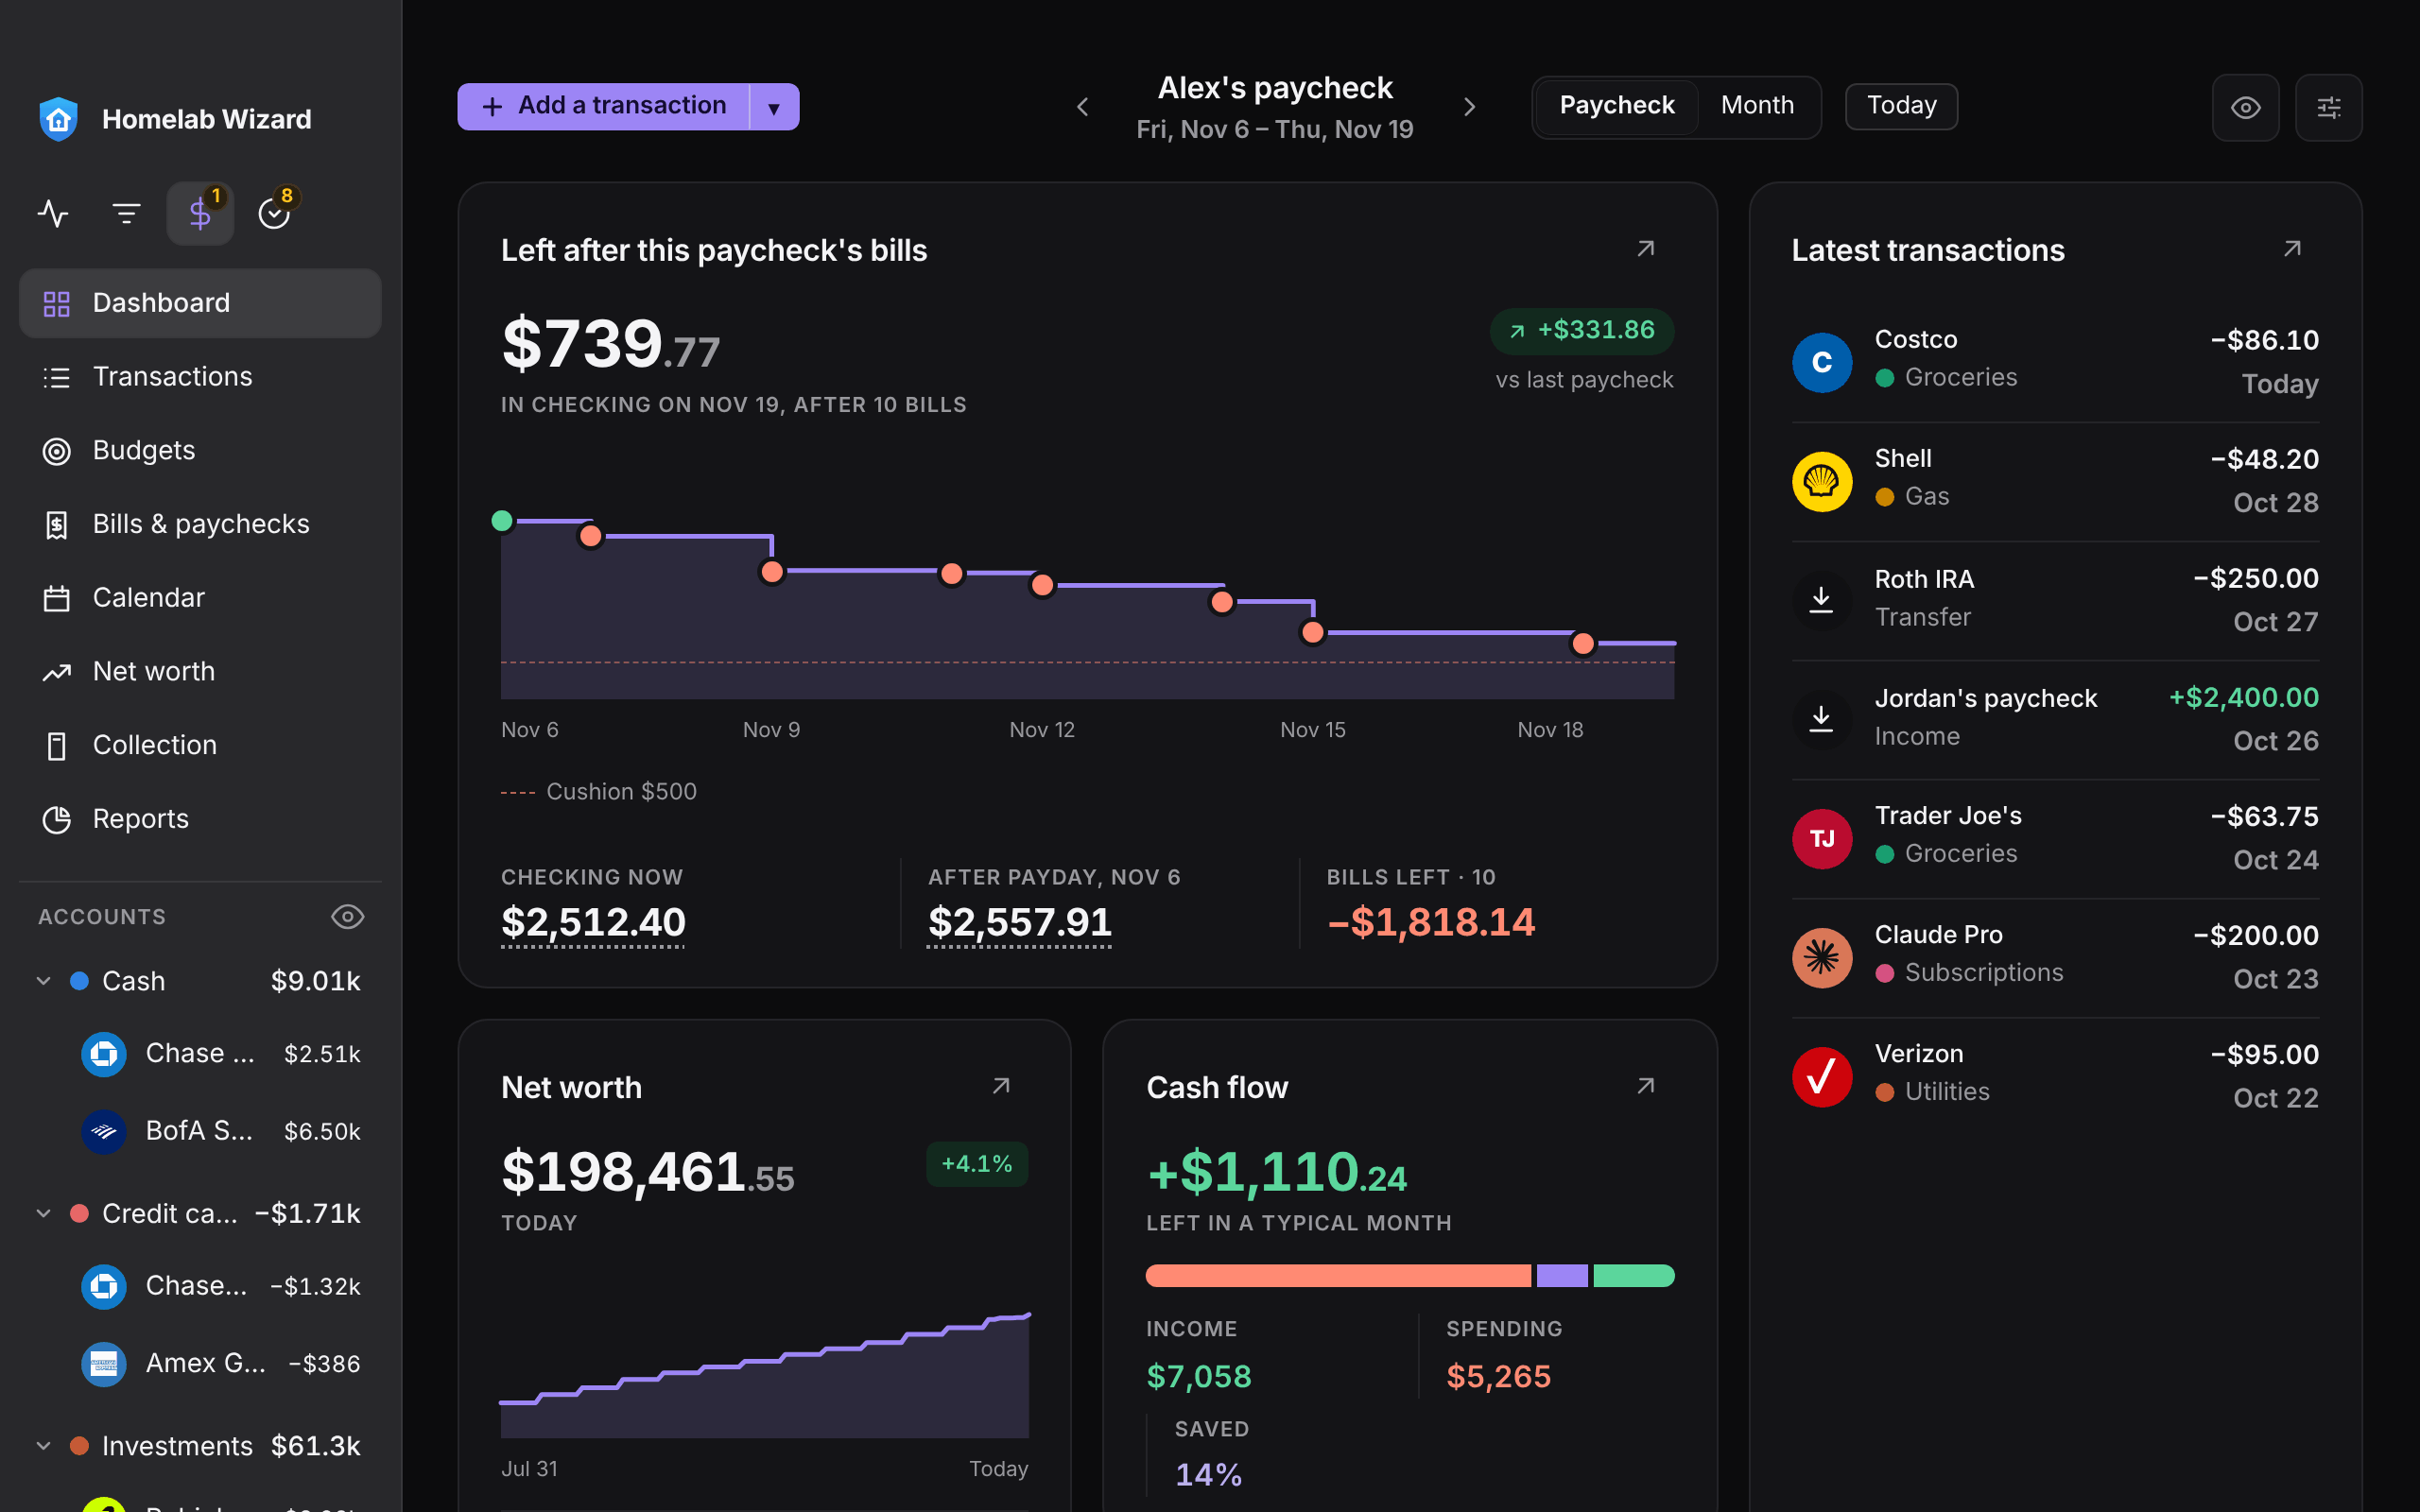 Homelab Wizard
1
8
Dashboard
Transactions
Budgets
Bills & paychecks
Calendar
Net worth
Collection
Reports
ACCOUNTS
Cash $9.01k
Chase ... $2.51k
BofA S... $6.50k
Credit ca... −$1.71k
Chase... −$1.32k
Amex G... −$386
Investments $61.3k
+ Add a transaction
Alex's paycheck
Fri, Nov 6 – Thu, Nov 19
Paycheck Month Today
Left after this paycheck's bills
$739.77
IN CHECKING ON NOV 19, AFTER 10 BILLS
+$331.86
vs last paycheck
Nov 6 Nov 9 Nov 12 Nov 15 Nov 18
Cushion $500
CHECKING NOW
$2,512.40
AFTER PAYDAY, NOV 6
$2,557.91
BILLS LEFT · 10
−$1,818.14
Net worth
$198,461.55
+4.1%
TODAY
Jul 31 Today
Cash flow
+$1,110.24
LEFT IN A TYPICAL MONTH
INCOME
$7,058
SPENDING
$5,265
SAVED
14%
Latest transactions
C
Costco −$86.10
Groceries Today
Shell −$48.20
Gas Oct 28
Roth IRA −$250.00
Transfer Oct 27
Jordan's paycheck +$2,400.00
Income Oct 26
TJ
Trader Joe's −$63.75
Groceries Oct 24
Claude Pro −$200.00
Subscriptions Oct 23
Verizon −$95.00
Utilities Oct 22